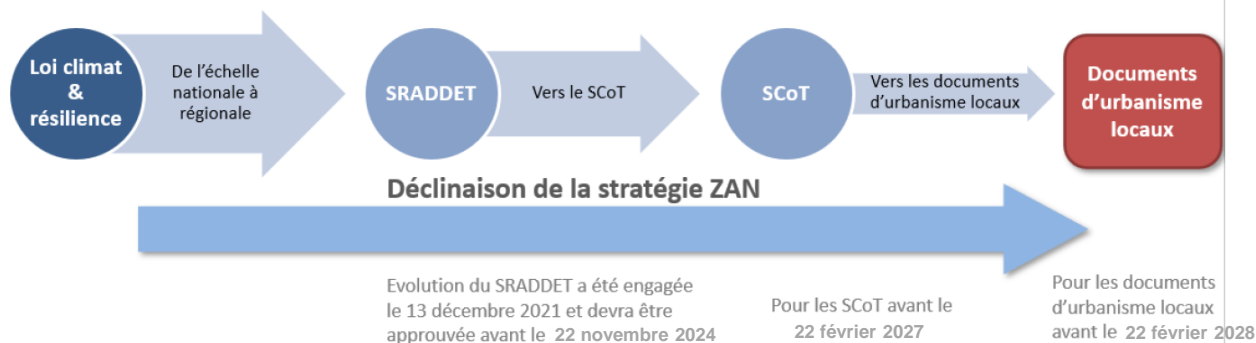 Loi climat
&
résilience
De l'échelle
nationale à
régionale
SRADDET
Vers le SCoT
SCoT
Vers les documents
d'urbanisme locaux
Documents
d'urbanisme
locaux
Déclinaison de la stratégie ZAN
Evolution du SRADDET a été engagée
le 13 décembre 2021 et devra être
approuvée avant le 22 novembre 2024
Pour les SCoT avant le
22 février 2027
Pour les documents
d'urbanisme locaux
avant le 22 février 2028